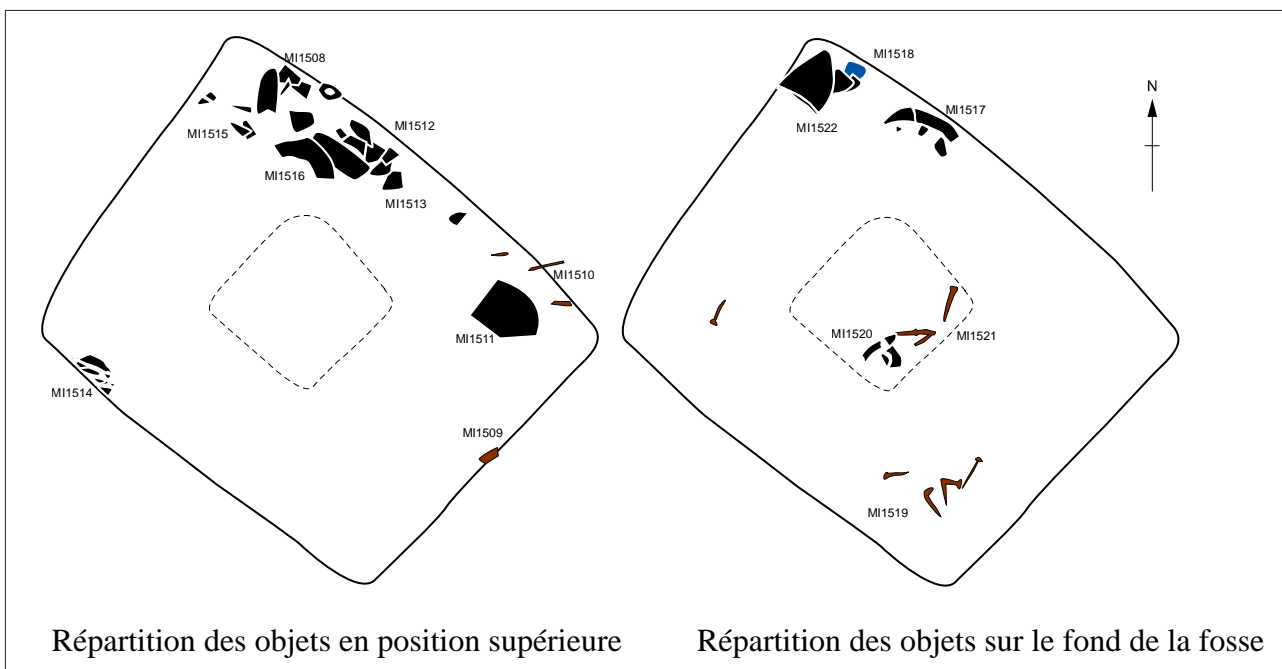 MI1508
MI1512
MI1515
MI1516
MI1513
MI1510
MI1511
MI1514
MI1509
Répartition des objets en position supérieure
MI1518
MI1517
MI1522
N
MI1520
MI1521
MI1519
Répartition des objets sur le fond de la fosse